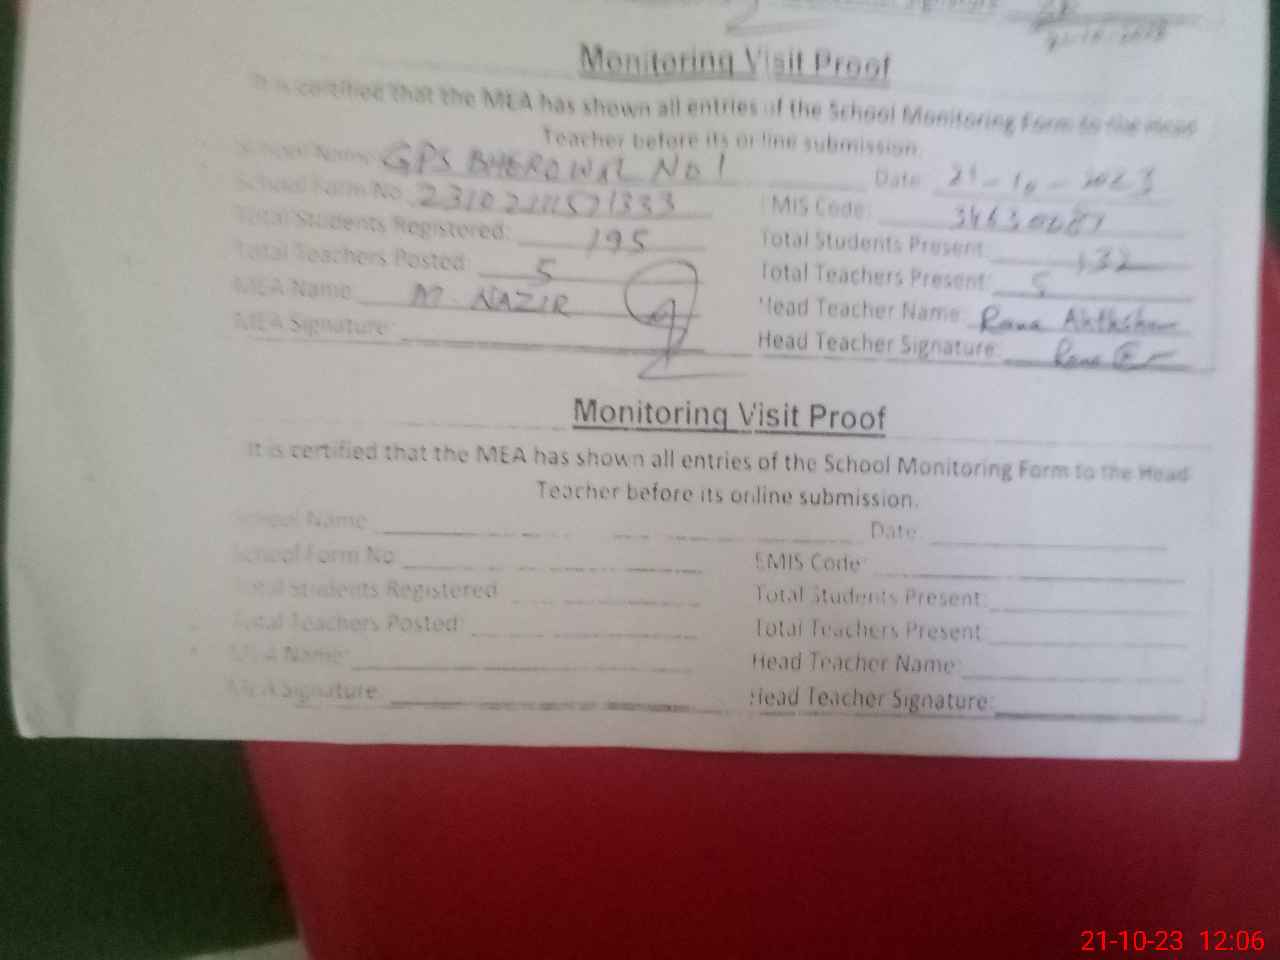 21-10-2023
Monitoring Visit Proof
It is certified that the MEA has shown all entries of the School Monitoring Form to the Head
Teacher before its online submission.
School Name GPS BHEROWAL NO 1 Date 21-10-2023
School Form No EMIS Code:
Total Students Registered: 195 Total Students Present: 132
Total Teachers Posted: 5 Total Teachers Present: 5
MEA Name: M. NAZIR Head Teacher Name: Rana
MEA Signature: Head Teacher Signature: Rana
Monitoring Visit Proof
It is certified that the MEA has shown all entries of the School Monitoring Form to the Head
Teacher before its online submission.
School Name Date
School Form No EMIS Code:
Total Students Registered Total Students Present:
Total Teachers Posted: Total Teachers Present
MEA Name: Head Teacher Name:
MEA Signature Head Teacher Signature:
21-10-23 12:06